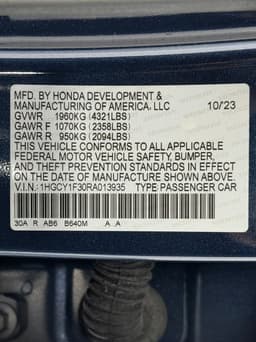 MFD. BY HONDA DEVELOPMENT &
MANUFACTURING OF AMERICA, LLC 10/23
GVWR 1960KG (4321LBS)
GAWR F 1070KG (2358LBS)
GAWR R 950KG (2094LBS)
THIS VEHICLE CONFORMS TO ALL APPLICABLE
FEDERAL MOTOR VEHICLE SAFETY, BUMPER,
AND THEFT PREVENTION STANDARDS IN EFFECT
ON THE DATE OF MANUFACTURE SHOWN ABOVE.
V.I.N.: 1HGCY1F30RA013935 TYPE: PASSENGER CAR
30A R AB6 B640M A A